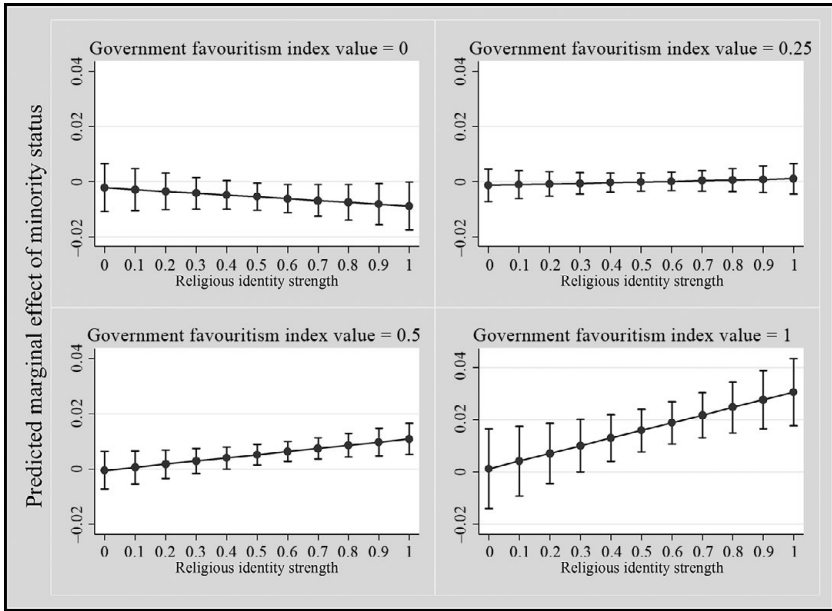 Predicted marginal effect of minority status
Government favouritism index value = 0
0.04
0.02
0
−0.02
0 0.1 0.2 0.3 0.4 0.5 0.6 0.7 0.8 0.9 1
Religious identity strength
Government favouritism index value = 0.25
0.04
0.02
0
−0.02
0 0.1 0.2 0.3 0.4 0.5 0.6 0.7 0.8 0.9 1
Religious identity strength
Government favouritism index value = 0.5
0.04
0.02
0
−0.02
0 0.1 0.2 0.3 0.4 0.5 0.6 0.7 0.8 0.9 1
Religious identity strength
Government favouritism index value = 1
0.04
0.02
0
−0.02
0 0.1 0.2 0.3 0.4 0.5 0.6 0.7 0.8 0.9 1
Religious identity strength